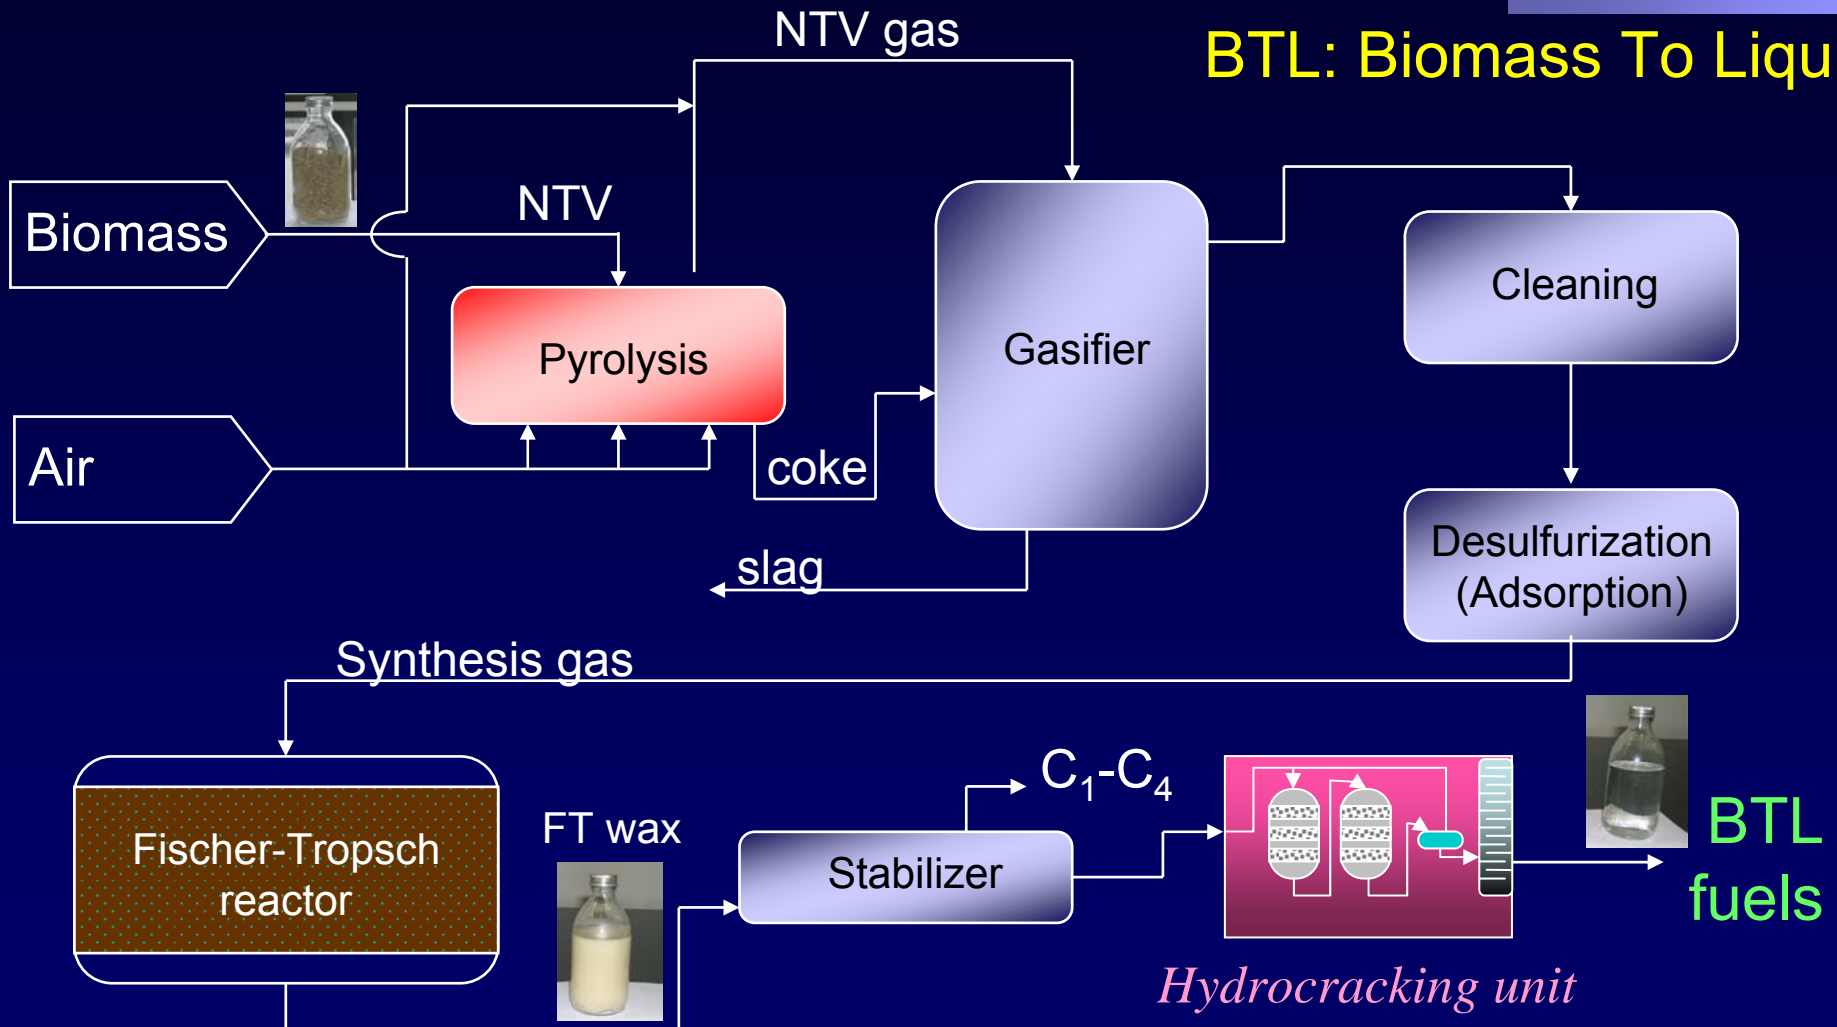 NTV gas
BTL: Biomass To Liqu
NTV
Biomass
Cleaning
Pyrolysis
Gasifier
Air
coke
Desulfurization
(Adsorption)
slag
Synthesis gas
C₁-C₄
FT wax
BTL
fuels
Fischer-Tropsch
reactor
Stabilizer
Hydrocracking unit